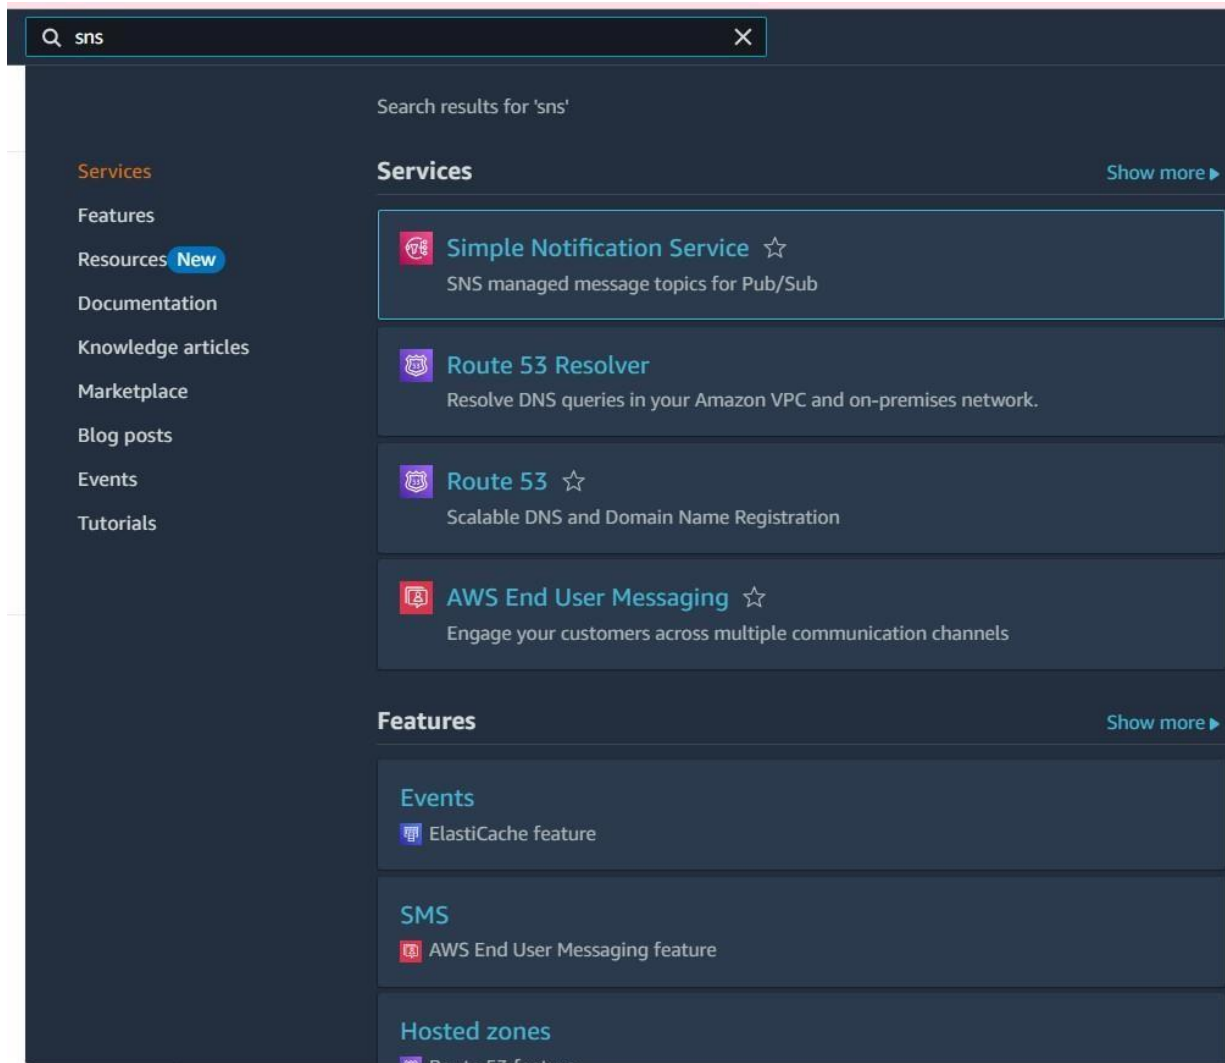 sns
Search results for 'sns'
Services
Features
Resources New
Documentation
Knowledge articles
Marketplace
Blog posts
Events
Tutorials
Services
Show more
Simple Notification Service
SNS managed message topics for Pub/Sub
Route 53 Resolver
Resolve DNS queries in your Amazon VPC and on-premises network.
Route 53
Scalable DNS and Domain Name Registration
AWS End User Messaging
Engage your customers across multiple communication channels
Features
Show more
Events
ElastiCache feature
SMS
AWS End User Messaging feature
Hosted zones
Route 53 feature